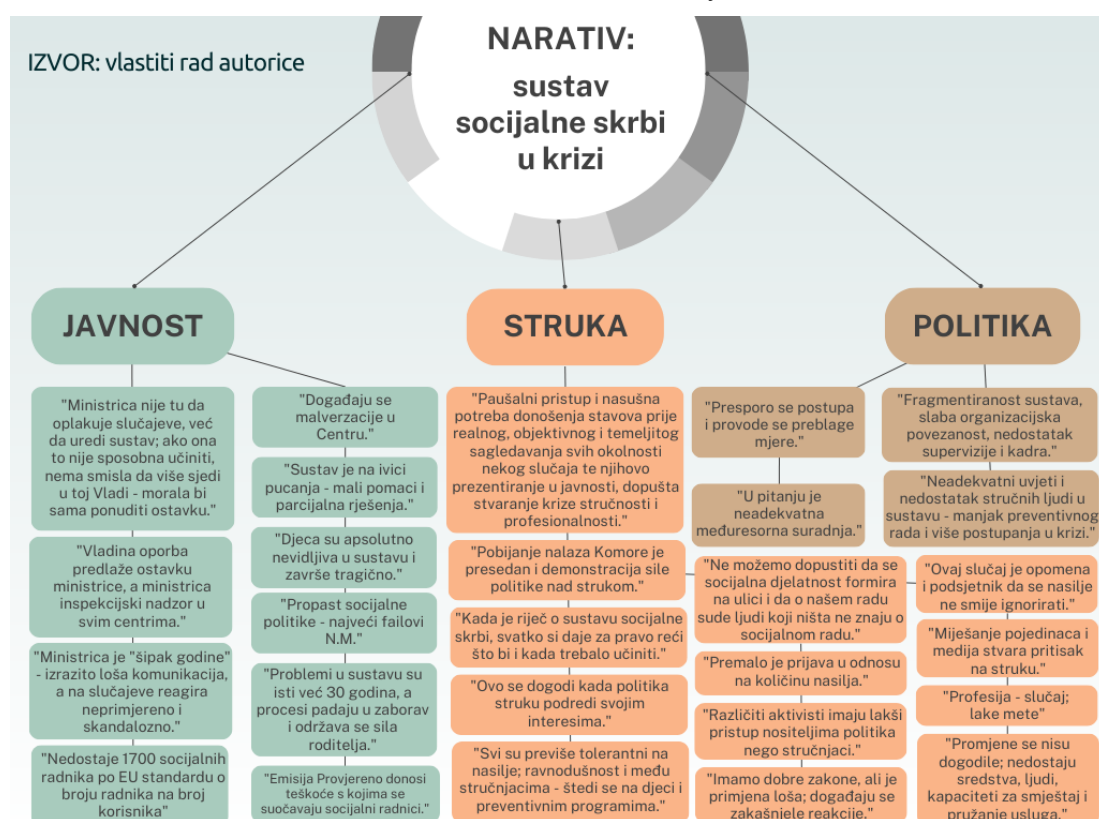 IZVOR: vlastiti rad autorice
NARATIV:
sustav
socijalne skrbi
u krizi
JAVNOST
"Ministrica nije tu da
oplakuje slučajeve, već
da uredi sustav; ako ona
to nije sposobna učiniti,
nema smisla da više sjedi
u toj Vladi - morala bi
sama ponuditi ostavku."
"Vladina oporba
predlaže ostavku
ministrice, a ministrica
inspekcijski nadzor u
svim centrima."
"Ministrica je "šipak godine"
- izrazito loša komunikacija,
a na slučajeve reagira
neprimjereno i
skandalozno."
"Nedostaje 1700 socijalnih
radnika po EU standardu o
broju radnika na broj
korisnika"
"Događaju se
malverzacije u
Centru."
"Sustav je na ivici
pucanja - mali pomaci i
parcijalna rješenja."
"Djeca su apsolutno
nevidljiva u sustavu i
završe tragično."
"Propast socijalne
politike - najveći failovi
N.M."
"Problemi u sustavu su
isti već 30 godina, a
procesi padaju u zaborav
i održava se sila
roditelja."
"Emisija Provjereno donosi
teškoće s kojima se
suočavaju socijalni radnici."
STRUKA
"Paušalni pristup i nasušna
potreba donošenja stavova prije
realnog, objektivnog i temeljitog
sagledavanja svih okolnosti
nekog slučaja te njihovo
prezentiranje u javnosti, dopušta
stvaranje krize stručnosti i
profesionalnosti."
"Pobijanje nalaza Komore je
presedan i demonstracija sile
politike nad strukom."
"Kada je riječ o sustavu socijalne
skrbi, svatko si daje za pravo reći
što bi i kada trebalo učiniti."
"Ovo se dogodi kada politika
struku podredi svojim
interesima."
"Svi su previše tolerantni na
nasilje; ravnodušnost i među
stručnjacima - štedi se na djeci i
preventivnim programima."
"Ne možemo dopustiti da se
socijalna djelatnost formira
na ulici i da o našem radu
sude ljudi koji ništa ne znaju o
socijalnom radu."
"Premalo je prijava u odnosu
na količinu nasilja."
"Različiti aktivisti imaju lakši
pristup nositeljima politika
nego stručnjaci."
"Imamo dobre zakone, ali je
primjena loša; događaju se
zakašnjele reakcije."
"Ovaj slučaj je opomena
i podsjetnik da se nasilje
ne smije ignorirati."
"Miješanje pojedinaca i
medija stvara pritisak
na struku."
"Profesija - slučaj;
lake mete"
"Promjene se nisu
dogodile; nedostaju
sredstva, ljudi,
kapaciteti za smještaj i
pružanje usluga."
POLITIKA
"Presporo se postupa
i provode se preblage
mjere."
"U pitanju je
neadekvatna
međuresorna suradnja."
"Fragmentiranost sustava,
slaba organizacijska
povezanost, nedostatak
supervizije i kadra."
"Neadekvatni uvjeti i
nedostatak stručnih ljudi u
sustavu - manjak preventivnog
rada i više postupanja u krizi."